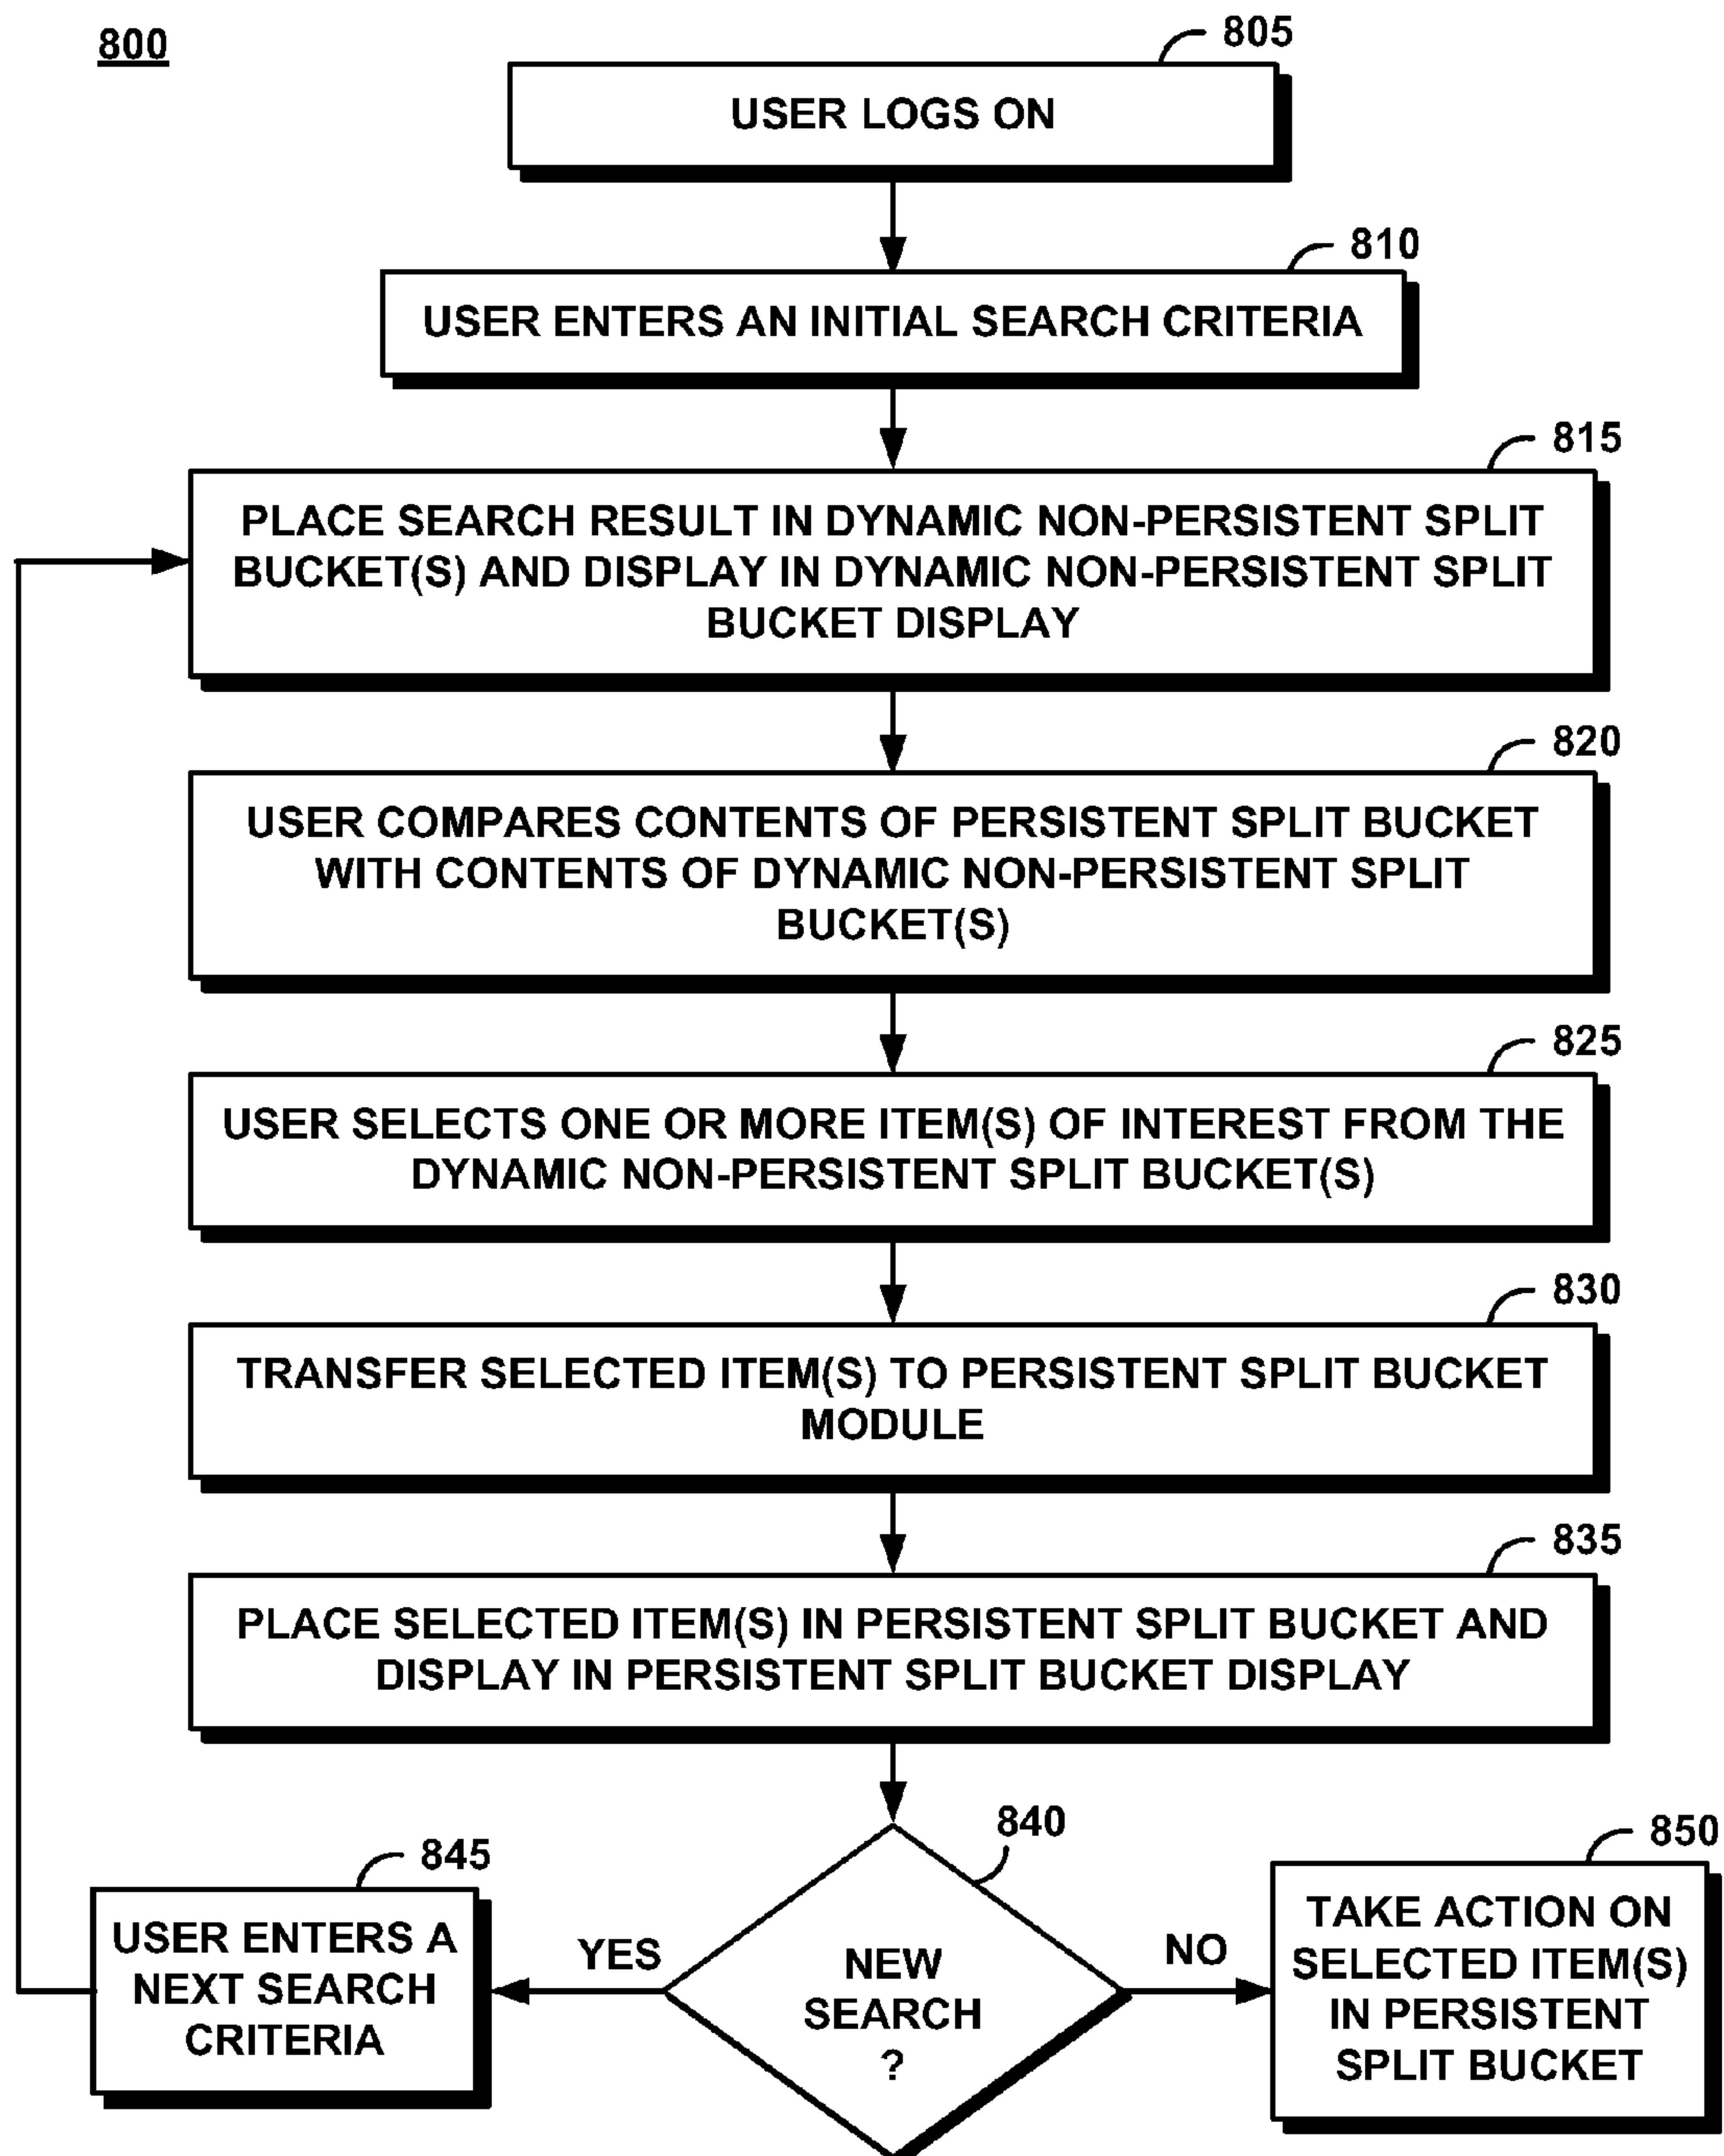 800
805
USER LOGS ON
810
USER ENTERS AN INITIAL SEARCH CRITERIA
815
PLACE SEARCH RESULT IN DYNAMIC NON-PERSISTENT SPLIT
BUCKET(S) AND DISPLAY IN DYNAMIC NON-PERSISTENT SPLIT
BUCKET DISPLAY
820
USER COMPARES CONTENTS OF PERSISTENT SPLIT BUCKET
WITH CONTENTS OF DYNAMIC NON-PERSISTENT SPLIT
BUCKET(S)
825
USER SELECTS ONE OR MORE ITEM(S) OF INTEREST FROM THE
DYNAMIC NON-PERSISTENT SPLIT BUCKET(S)
830
TRANSFER SELECTED ITEM(S) TO PERSISTENT SPLIT BUCKET
MODULE
835
PLACE SELECTED ITEM(S) IN PERSISTENT SPLIT BUCKET AND
DISPLAY IN PERSISTENT SPLIT BUCKET DISPLAY
840
NEW
SEARCH
?
YES
845
USER ENTERS A
NEXT SEARCH
CRITERIA
NO
850
TAKE ACTION ON
SELECTED ITEM(S)
IN PERSISTENT
SPLIT BUCKET